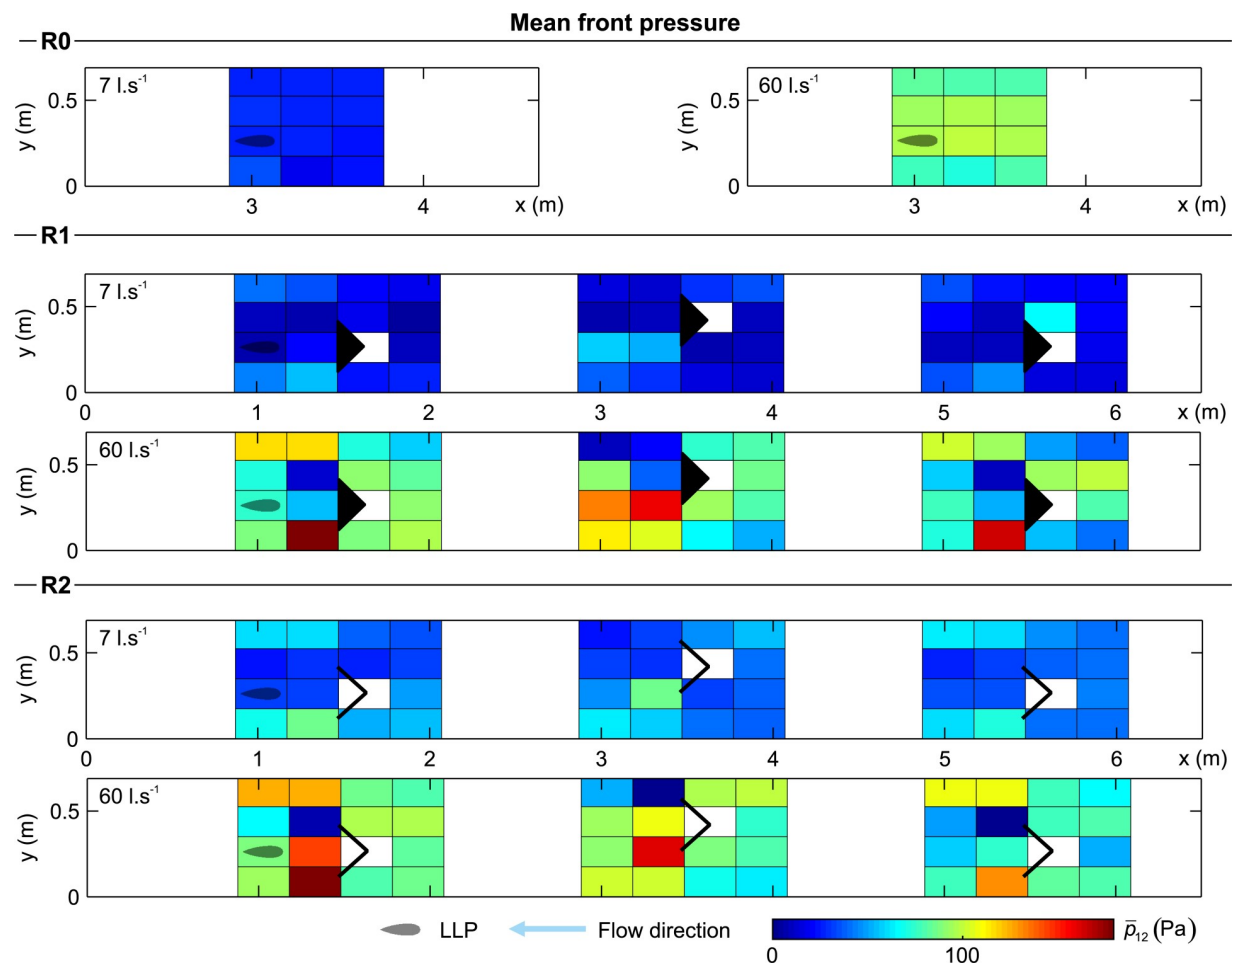 Mean front pressure
R0
7 l.s⁻¹ 60 l.s⁻¹
y (m) 0.5 0 y (m) 0.5 0
3 4 x (m) 3 4 x (m)
R1
7 l.s⁻¹
y (m) 0.5 0
0 1 2 3 4 5 6 x (m)
60 l.s⁻¹
y (m) 0.5 0
R2
7 l.s⁻¹
y (m) 0.5 0
0 1 2 3 4 5 6 x (m)
60 l.s⁻¹
y (m) 0.5 0
LLP Flow direction p̅₁₂ (Pa)
0 100